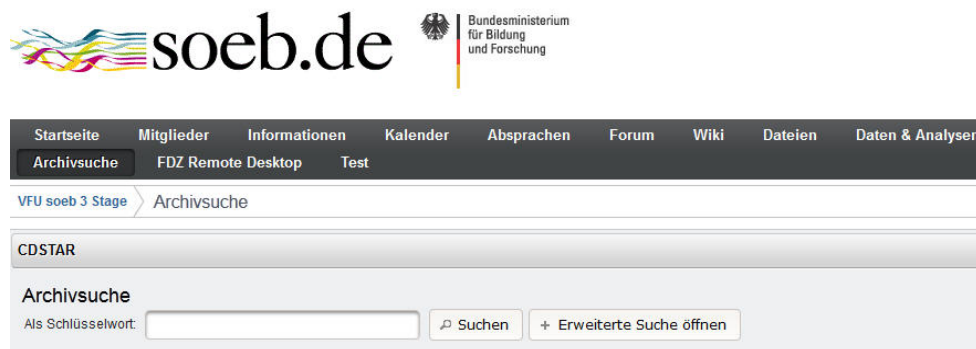 soeb.de
Bundesministerium
für Bildung
und Forschung
Startseite Mitglieder Informationen Kalender Absprachen Forum Wiki Dateien Daten & Analysen
Archivsuche FDZ Remote Desktop Test
VFU soeb 3 Stage Archivsuche
CDSTAR
Archivsuche
Als Schlüsselwort: Suchen + Erweiterte Suche öffnen